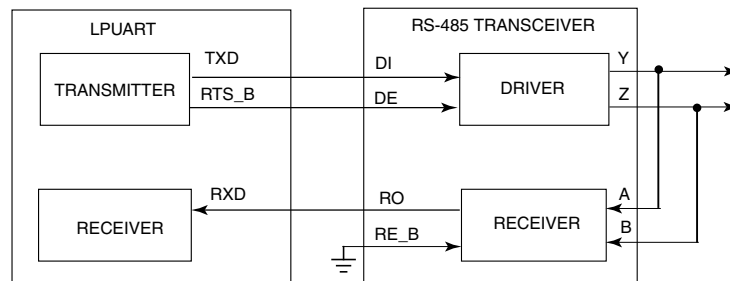 LPUART
RS-485 TRANSCEIVER
TRANSMITTER
TXD
DI
DRIVER
Y
RTS_B
DE
Z
RECEIVER
RXD
RO
RECEIVER
A
RE_B
B